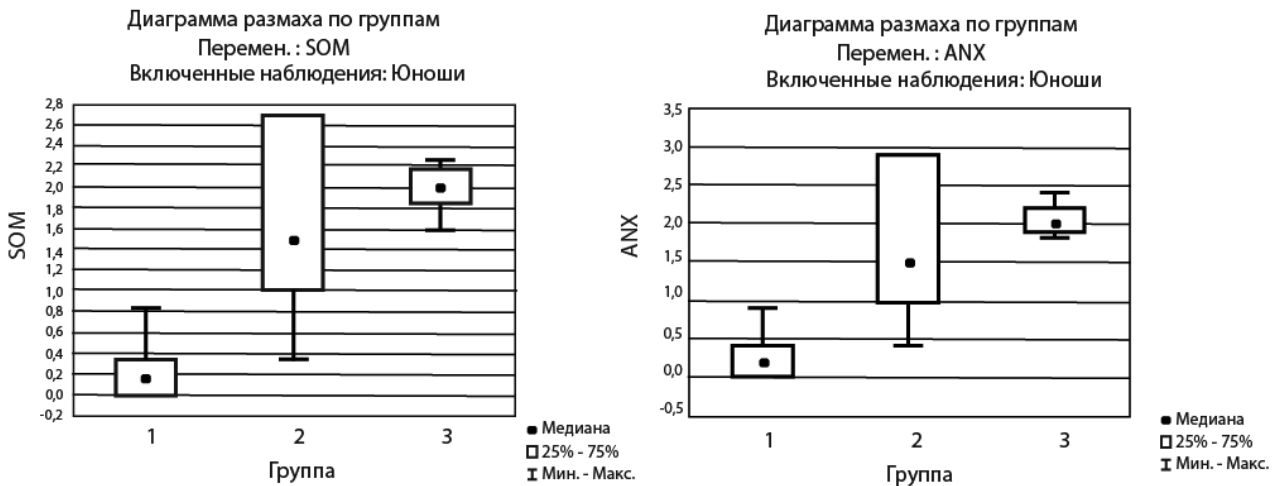 Диаграмма размаха по группам
Перемен. : SOM
Включенные наблюдения: Юноши
SOM
2,8
2,6
2,4
2,2
2,0
1,8
1,6
1,4
1,2
1,0
0,8
0,6
0,4
0,2
0,0
-0,2
1 2 3
Группа
Медиана
25% - 75%
Мин. - Макс.
Диаграмма размаха по группам
Перемен. : ANX
Включенные наблюдения: Юноши
ANX
3,5
3,0
2,5
2,0
1,5
1,0
0,5
0,0
-0,5
1 2 3
Группа
Медиана
25% - 75%
Мин. - Макс.